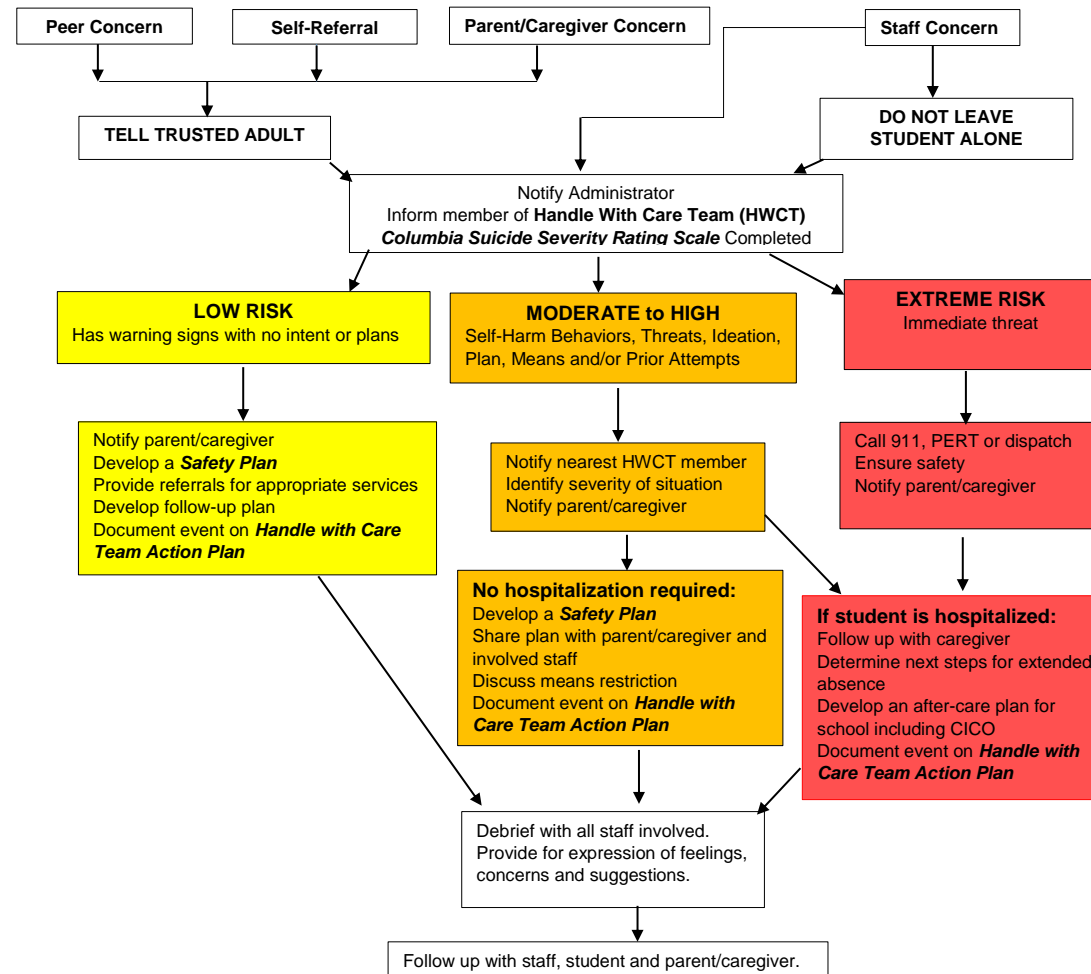 Peer Concern
Self-Referral
Parent/Caregiver Concern
Staff Concern
TELL TRUSTED ADULT
DO NOT LEAVE
STUDENT ALONE
Notify Administrator
Inform member of Handle With Care Team (HWCT)
Columbia Suicide Severity Rating Scale Completed
LOW RISK
Has warning signs with no intent or plans
MODERATE to HIGH
Self-Harm Behaviors, Threats, Ideation,
Plan, Means and/or Prior Attempts
EXTREME RISK
Immediate threat
Notify parent/caregiver
Develop a Safety Plan
Provide referrals for appropriate services
Develop follow-up plan
Document event on Handle with Care
Team Action Plan
Notify nearest HWCT member
Identify severity of situation
Notify parent/caregiver
Call 911, PERT or dispatch
Ensure safety
Notify parent/caregiver
No hospitalization required:
Develop a Safety Plan
Share plan with parent/caregiver and
involved staff
Discuss means restriction
Document event on Handle with
Care Team Action Plan
If student is hospitalized:
Follow up with caregiver
Determine next steps for extended
absence
Develop an after-care plan for
school including CICO
Document event on Handle with
Care Team Action Plan
Debrief with all staff involved.
Provide for expression of feelings,
concerns and suggestions.
Follow up with staff, student and parent/caregiver.